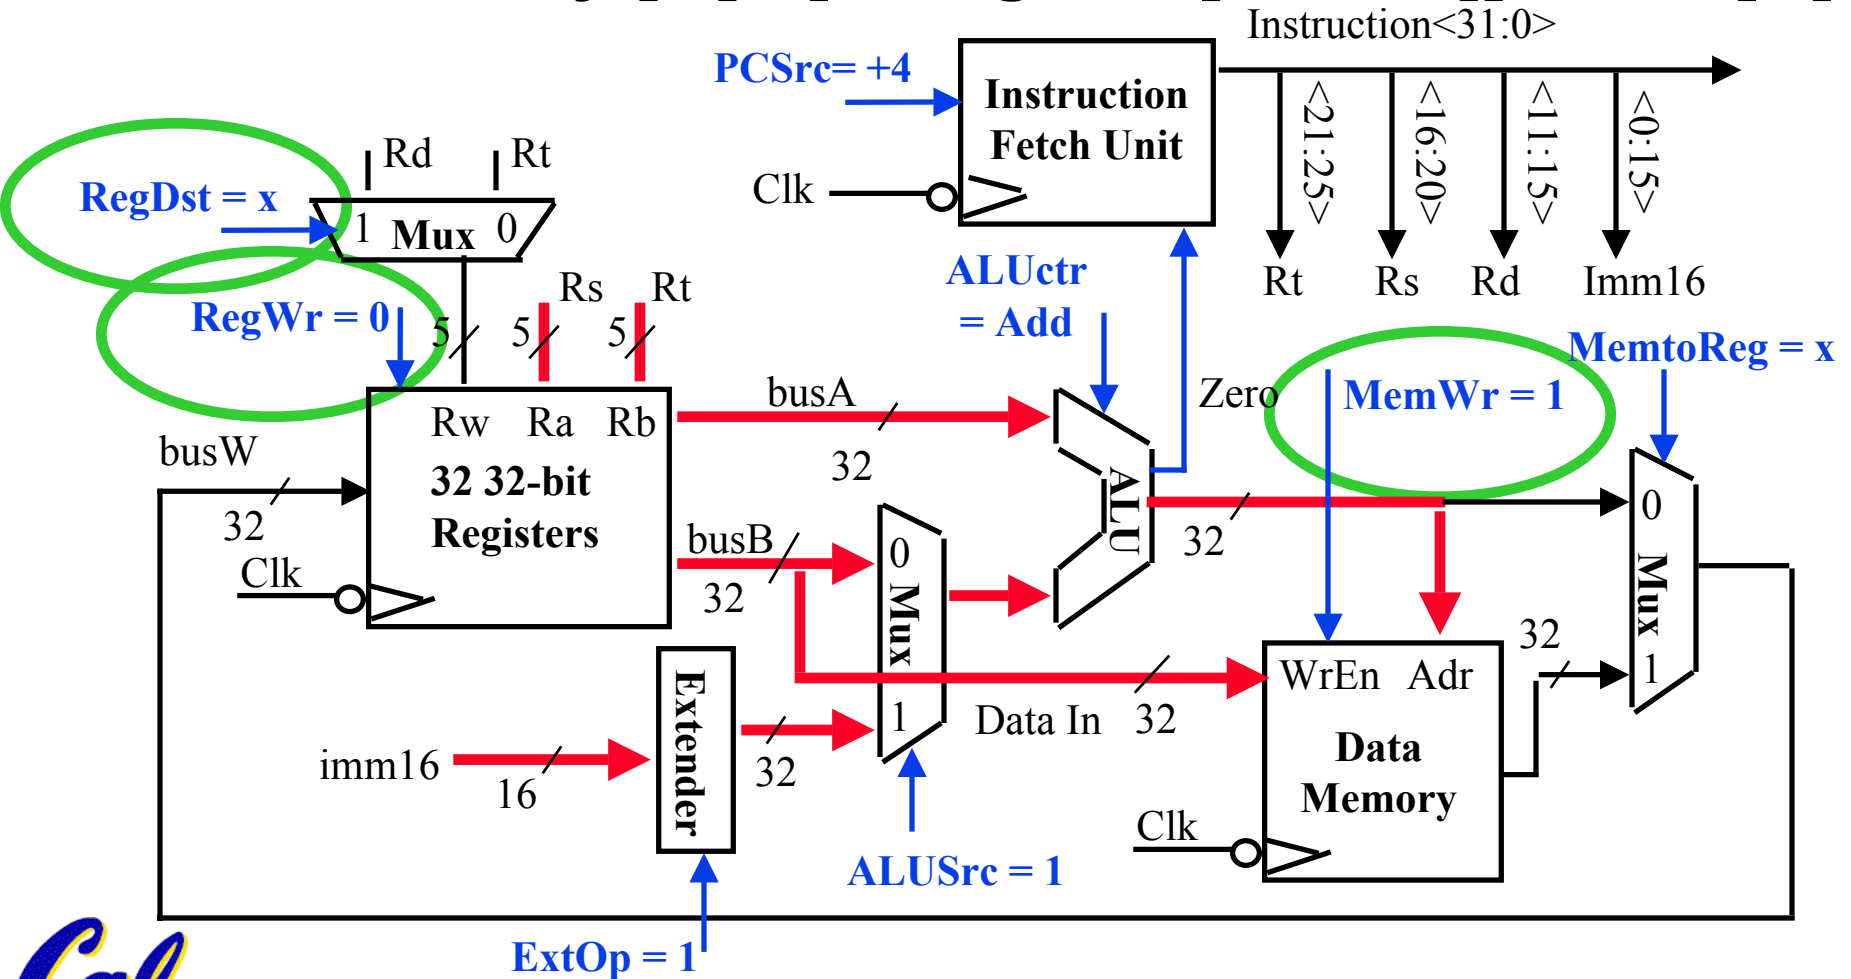 Instruction<31:0>
PCSrc= +4
Instruction
Fetch Unit
Clk
<21:25>
<16:20>
<11:15>
<0:15>
Rt
Rs
Rd
Imm16
Rd
Rt
RegDst = x
1
Mux
0
RegWr = 0
5
5
Rs
5
Rt
ALUctr
= Add
Zero
MemWr = 1
MemtoReg = x
busA
32
Rw
Ra
Rb
32 32-bit
Registers
busW
32
Clk
busB
32
0
Mux
1
ALU
32
0
Mux
1
32
WrEn
Adr
Data
Memory
Clk
Data In
32
Extender
imm16
16
32
ALUSrc = 1
ExtOp = 1
Cal